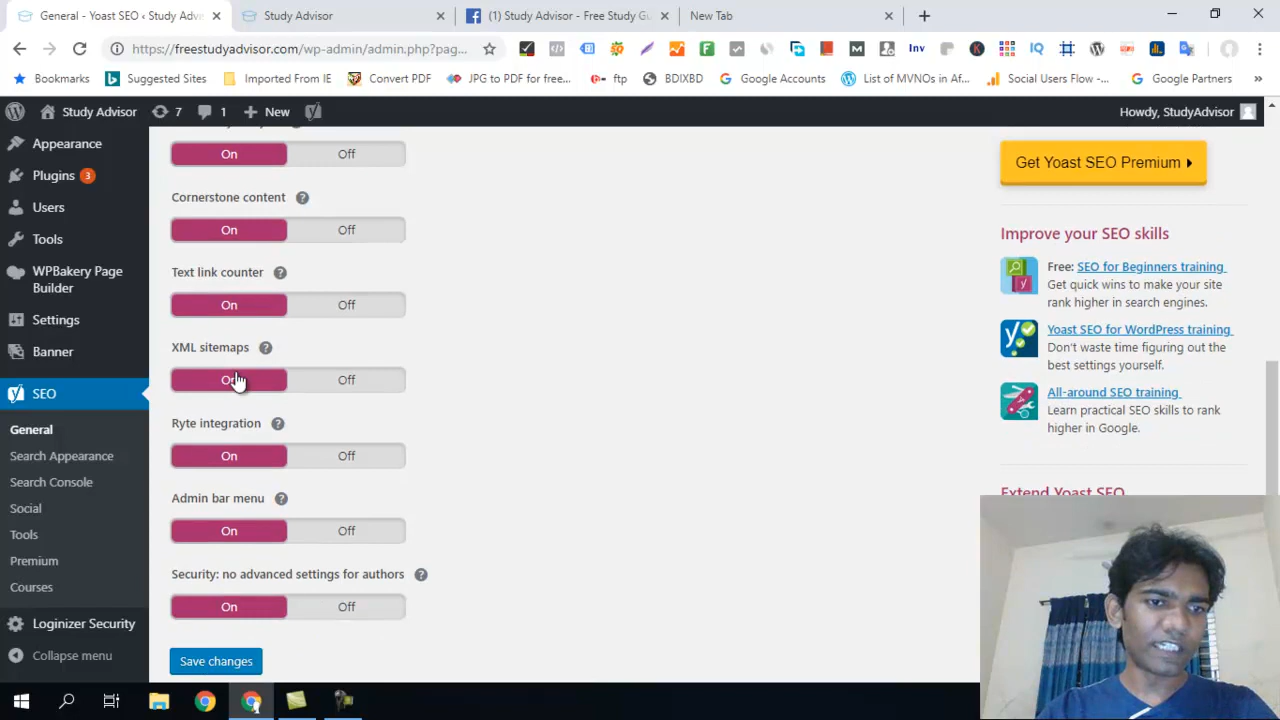 General - Yoast SEO ‹ Study Advi
Study Advisor
(1) Study Advisor - Free Study Gu
New Tab
https://freestudyadvisor.com/wp-admin/admin.php?pag...
Inv
IQ
Bookmarks
Suggested Sites
Imported From IE
Convert PDF
JPG to PDF for free...
ftp
BDIXBD
Google Accounts
List of MVNOs in Af...
Social Users Flow -...
Google Partners
Study Advisor
7
1
New
Howdy, StudyAdvisor
Appearance
Plugins 3
Users
Tools
WPBakery Page
Builder
Settings
Banner
SEO
General
Search Appearance
Search Console
Social
Tools
Premium
Courses
Loginizer Security
Collapse menu
On Off
Cornerstone content ?
On Off
Text link counter ?
On Off
XML sitemaps ?
On Off
Ryte integration ?
On Off
Admin bar menu ?
On Off
Security: no advanced settings for authors ?
On Off
Save changes
Get Yoast SEO Premium
Improve your SEO skills
Free: SEO for Beginners training
Get quick wins to make your site
rank higher in search engines.
Yoast SEO for WordPress training
Don't waste time figuring out the
best settings yourself.
All-around SEO training
Learn practical SEO skills to rank
higher in Google.
Extend Yoast SEO